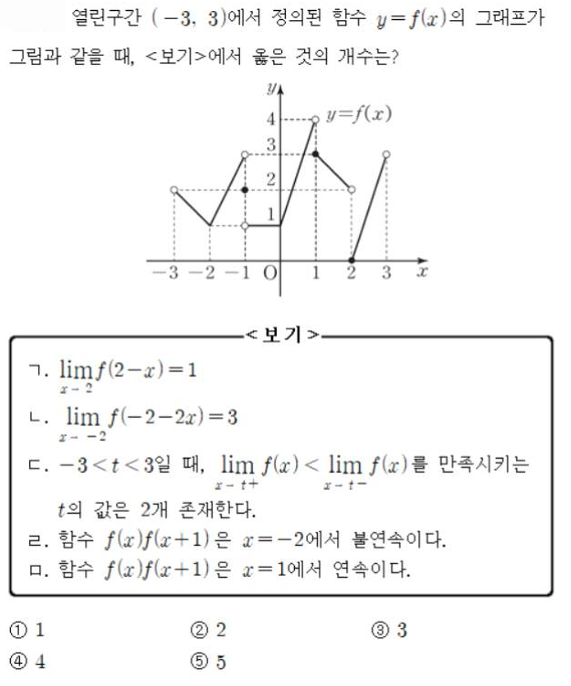 열린구간 (-3, 3)에서 정의된 함수 y=f(x)의 그래프가
그림과 같을 때, <보기>에서 옳은 것의 개수는?
y
4
y=f(x)
3
2
1
-3 -2 -1 O 1 2 3 x
<보기>
ㄱ. lim_{x→2} f(2-x)=1
ㄴ. lim_{x→-2} f(-2-2x)=3
ㄷ. -3<t<3일 때, lim_{x→t+} f(x) < lim_{x→t-} f(x)를 만족시키는
t의 값은 2개 존재한다.
ㄹ. 함수 f(x)f(x+1)은 x=-2에서 불연속이다.
ㅁ. 함수 f(x)f(x+1)은 x=1에서 연속이다.
① 1 ② 2 ③ 3
④ 4 ⑤ 5